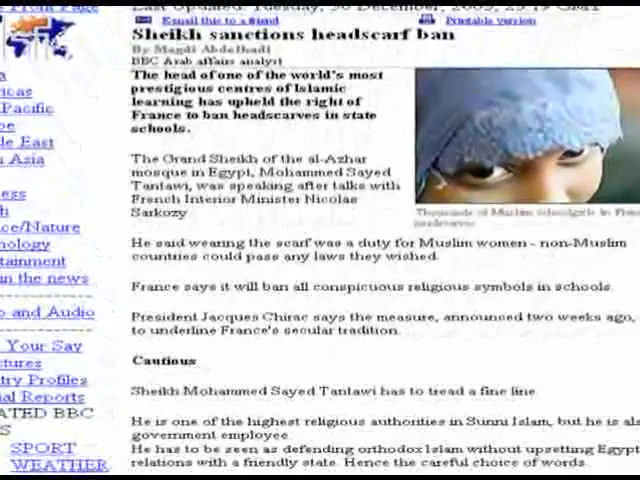 Front Page
Last Updated: Tuesday, 30 December, 2003, 23:19 GMT
E-mail this to a friend
Printable version
Sheikh sanctions headscarf ban
By Magdi Abdelhadi
BBC Arab affairs analyst
The head of one of the world's most
prestigious centres of Islamic
learning has upheld the right of
France to ban headscarves in state
schools.
The Grand Sheikh of the al-Azhar
mosque in Egypt, Mohammed Sayed
Tantawi, was speaking after talks with
French Interior Minister Nicolas
Sarkozy
Thousands of Muslim schoolgirls in Fran
headscarves
He said wearing the scarf was a duty for Muslim women - non-Muslim
countries could pass any laws they wished.
France says it will ban all conspicuous religious symbols in schools.
President Jacques Chirac says the measure, announced two weeks ago,
to underline France's secular tradition.
Cautious
Sheikh Mohammed Sayed Tantawi has to tread a fine line.
He is one of the highest religious authorities in Sunni Islam, but he is als
government employee.
He has to be seen as defending orthodox Islam without upsetting Egypt
relations with a friendly state. Hence the careful choice of words.
a
icas
Pacific
pe
le East
n Asia
ess
h
ce/Nature
nology
tainment
in the news
o and Audio
Your Say
ctures
try Profiles
ial Reports
ATED BBC
S
SPORT
WEATHER